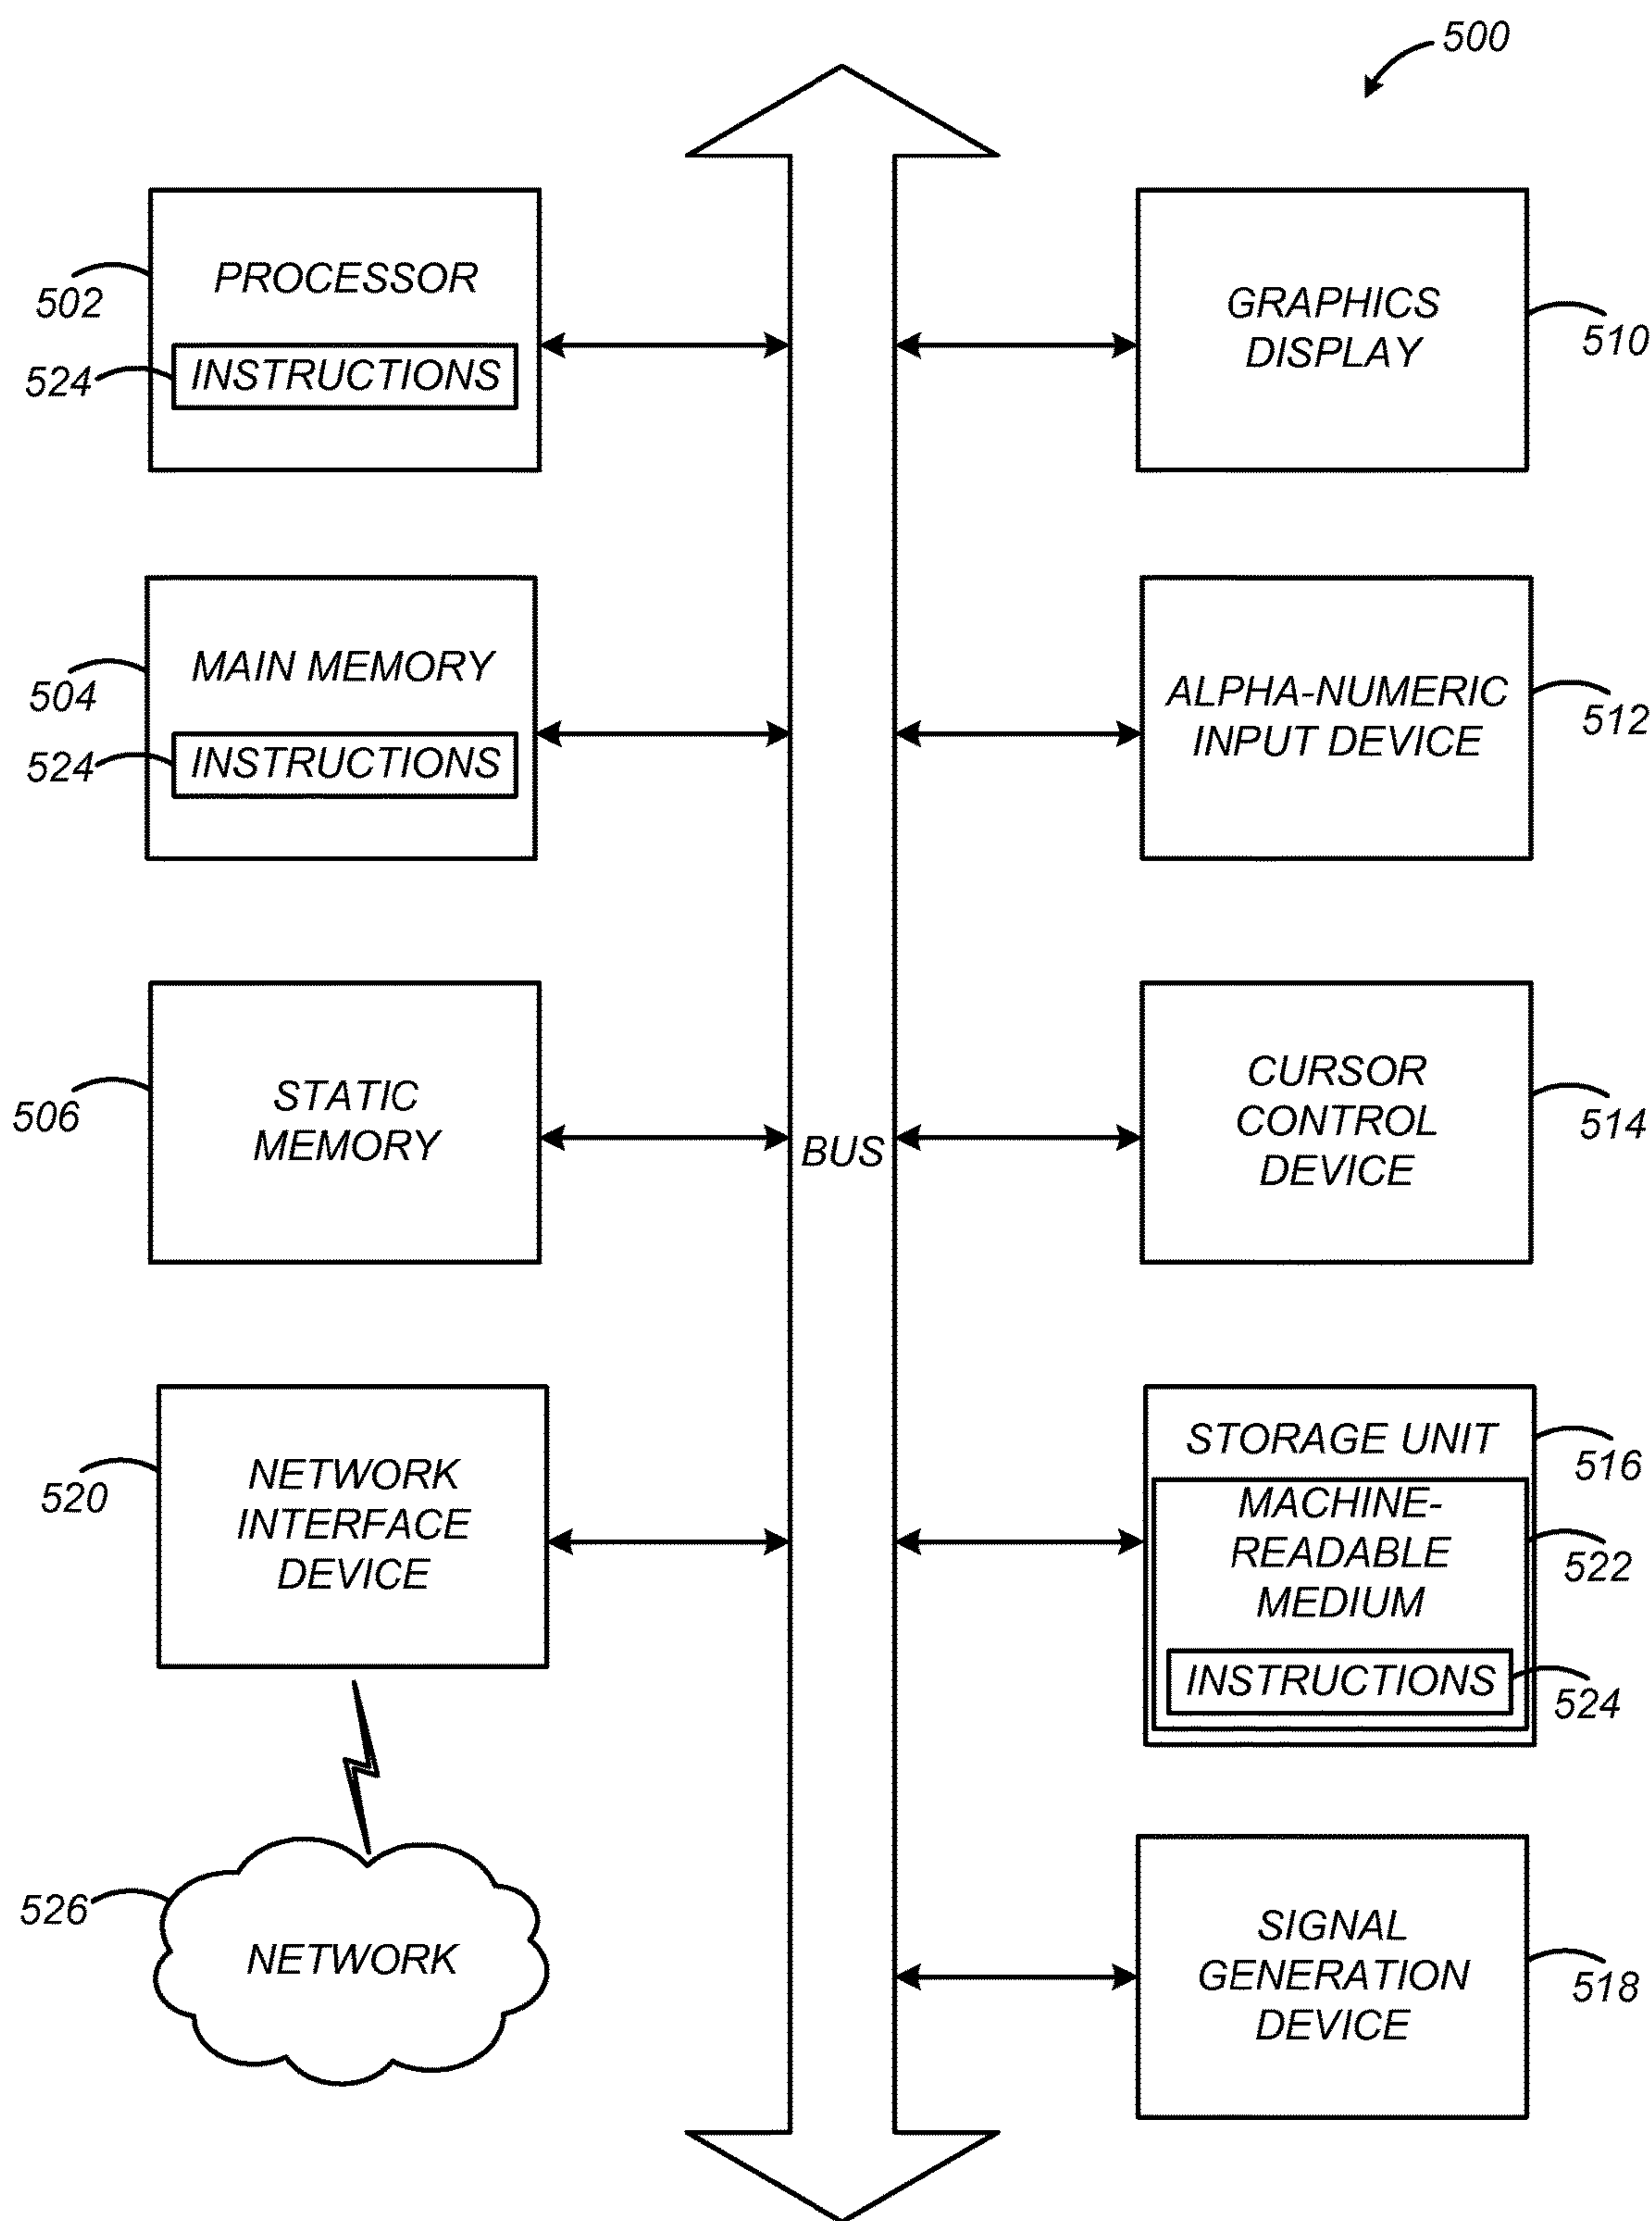 500
PROCESSOR
502
INSTRUCTIONS
524
GRAPHICS
DISPLAY
510
MAIN MEMORY
504
INSTRUCTIONS
524
ALPHA-NUMERIC
INPUT DEVICE
512
STATIC
MEMORY
506
BUS
CURSOR
CONTROL
DEVICE
514
NETWORK
INTERFACE
DEVICE
520
STORAGE UNIT
516
MACHINE-
READABLE
MEDIUM
522
INSTRUCTIONS
524
NETWORK
526
SIGNAL
GENERATION
DEVICE
518